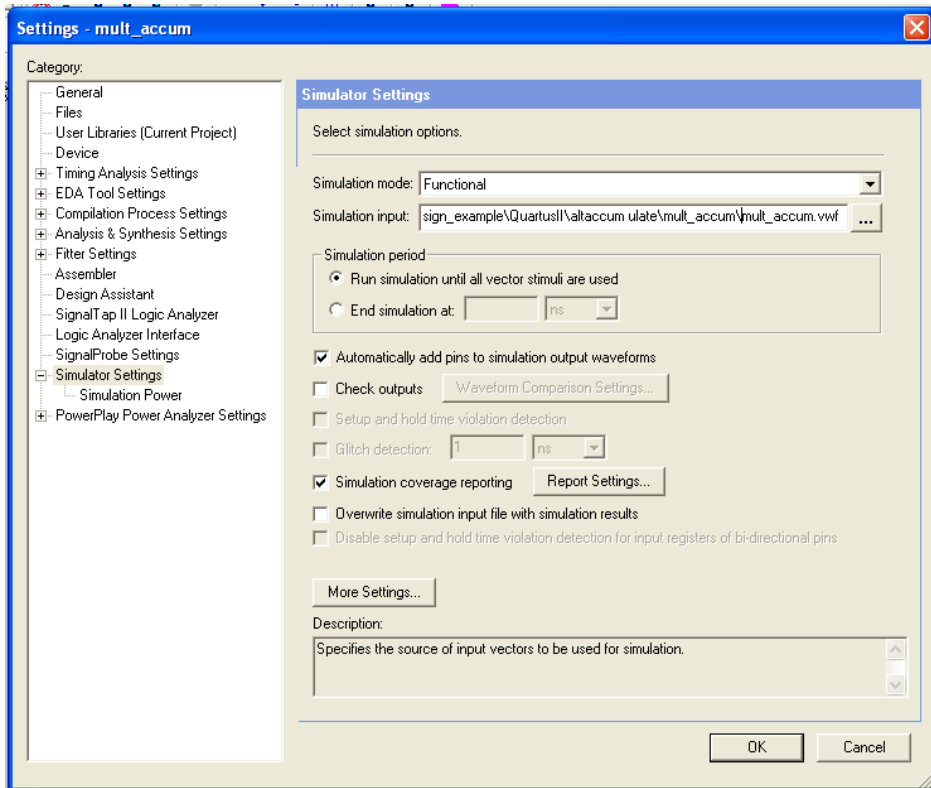 Settings - mult_accum
Category:
General
Files
User Libraries (Current Project)
Device
Timing Analysis Settings
EDA Tool Settings
Compilation Process Settings
Analysis & Synthesis Settings
Fitter Settings
Assembler
Design Assistant
SignalTap II Logic Analyzer
Logic Analyzer Interface
SignalProbe Settings
Simulator Settings
Simulation Power
PowerPlay Power Analyzer Settings
Simulator Settings
Select simulation options.
Simulation mode: Functional
Simulation input: sign_example\QuartusII\altaccum ulate\mult_accum\mult_accum.vwf ...
Simulation period
Run simulation until all vector stimuli are used
End simulation at: ns
Automatically add pins to simulation output waveforms
Check outputs Waveform Comparison Settings...
Setup and hold time violation detection
Glitch detection: 1 ns
Simulation coverage reporting Report Settings...
Overwrite simulation input file with simulation results
Disable setup and hold time violation detection for input registers of bi-directional pins
More Settings...
Description:
Specifies the source of input vectors to be used for simulation.
OK Cancel